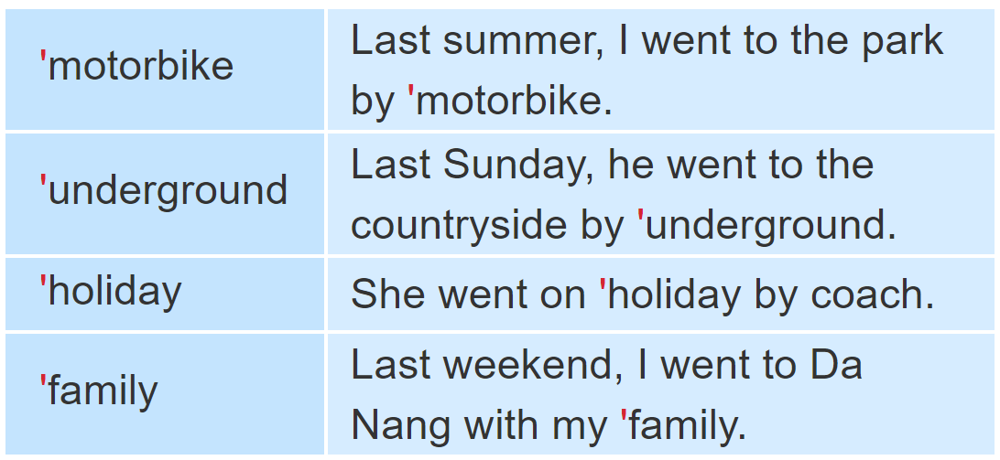 'motorbike
Last summer, I went to the park
by 'motorbike.
'underground
Last Sunday, he went to the
countryside by 'underground.
'holiday
She went on 'holiday by coach.
'family
Last weekend, I went to Da
Nang with my 'family.